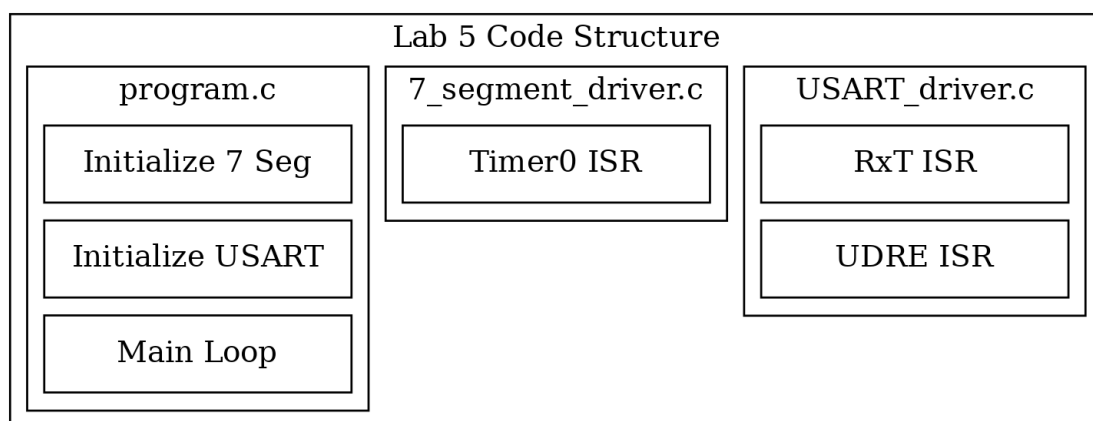 Lab 5 Code Structure
program.c
Initialize 7 Seg
Initialize USART
Main Loop
7_segment_driver.c
Timer0 ISR
USART_driver.c
RxT ISR
UDRE ISR